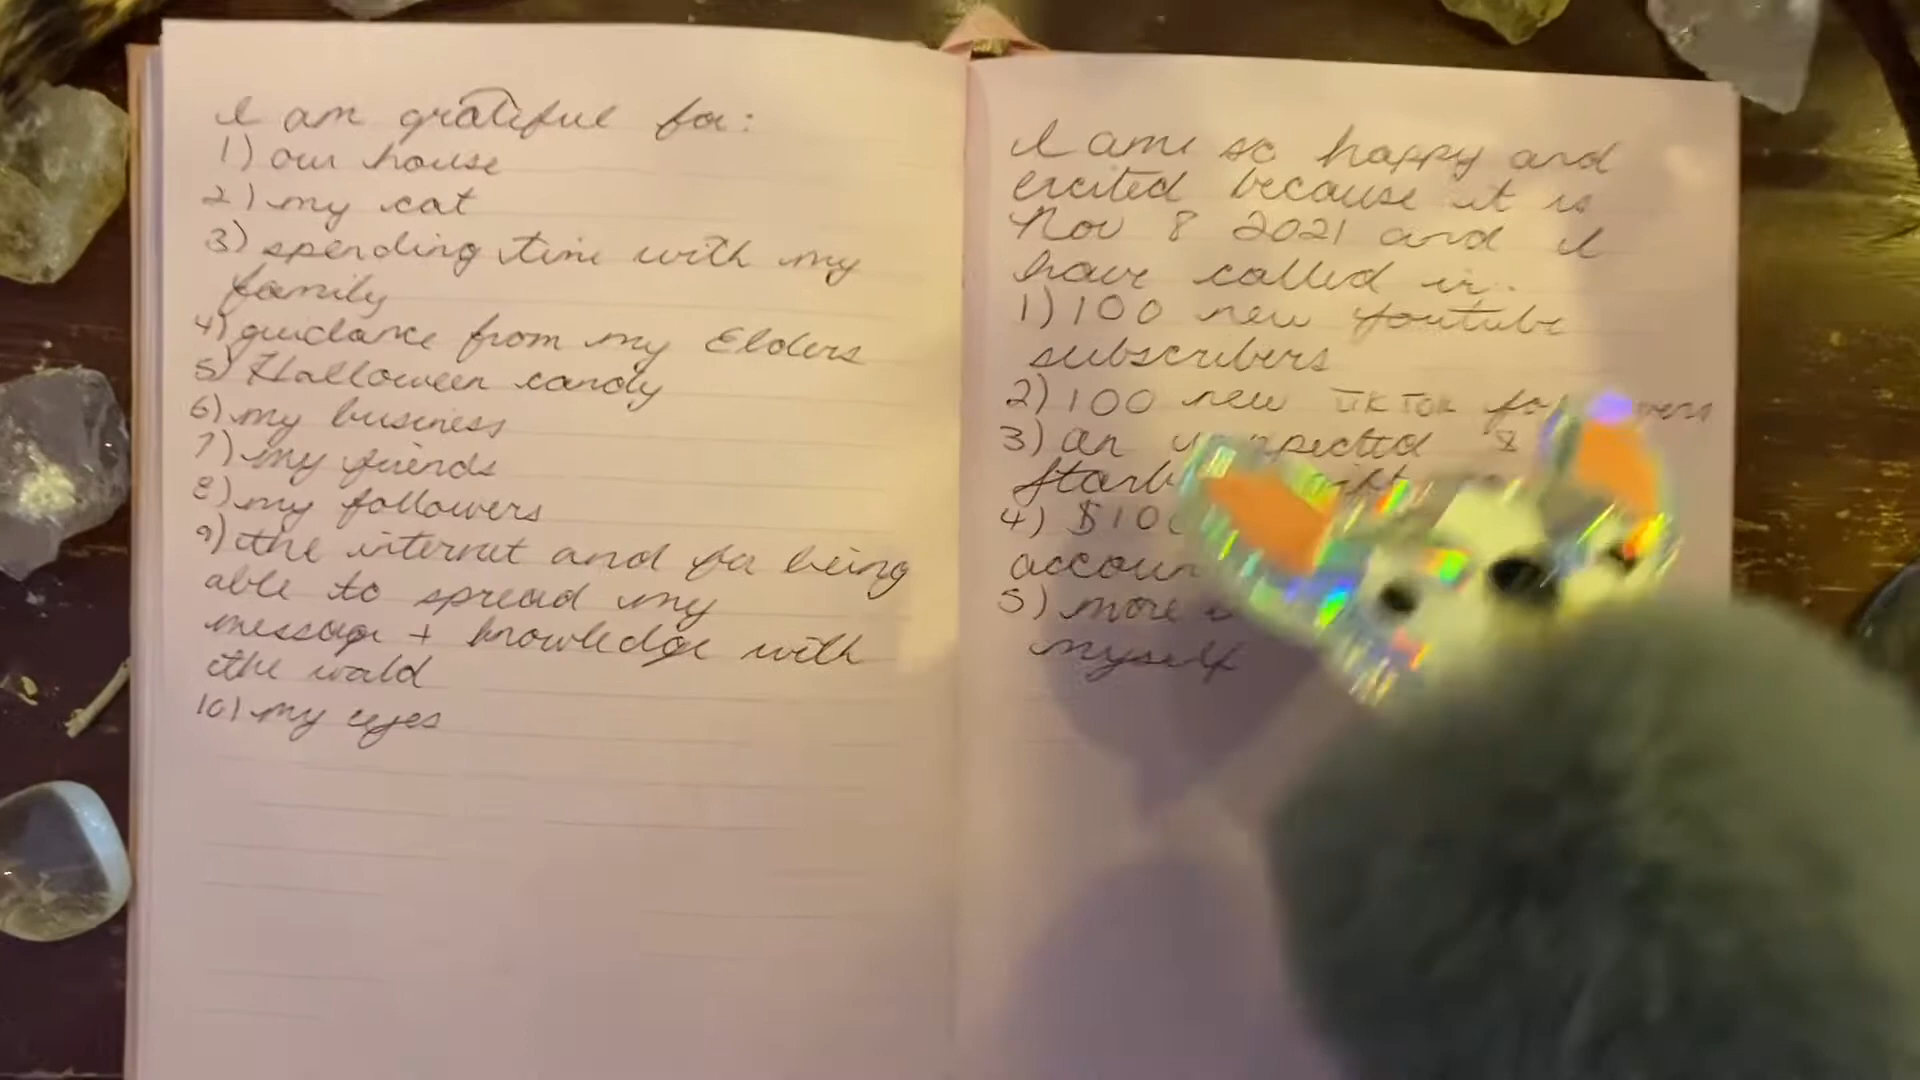 I am grateful for:
1) our house
2) my cat
3) spending time with my
family
4) guidance from my Elders
5) Halloween candy
6) my business
7) my friends
8) my followers
9) the internet and for being
able to spread my
message + knowledge with
the world
10) my eyes
I am so happy and
excited because it is
Nov 8 2021 and I
have called in:
1) 100 new Youtube
subscribers
2) 100 new TikTok
3) an
4)
5) more
myself